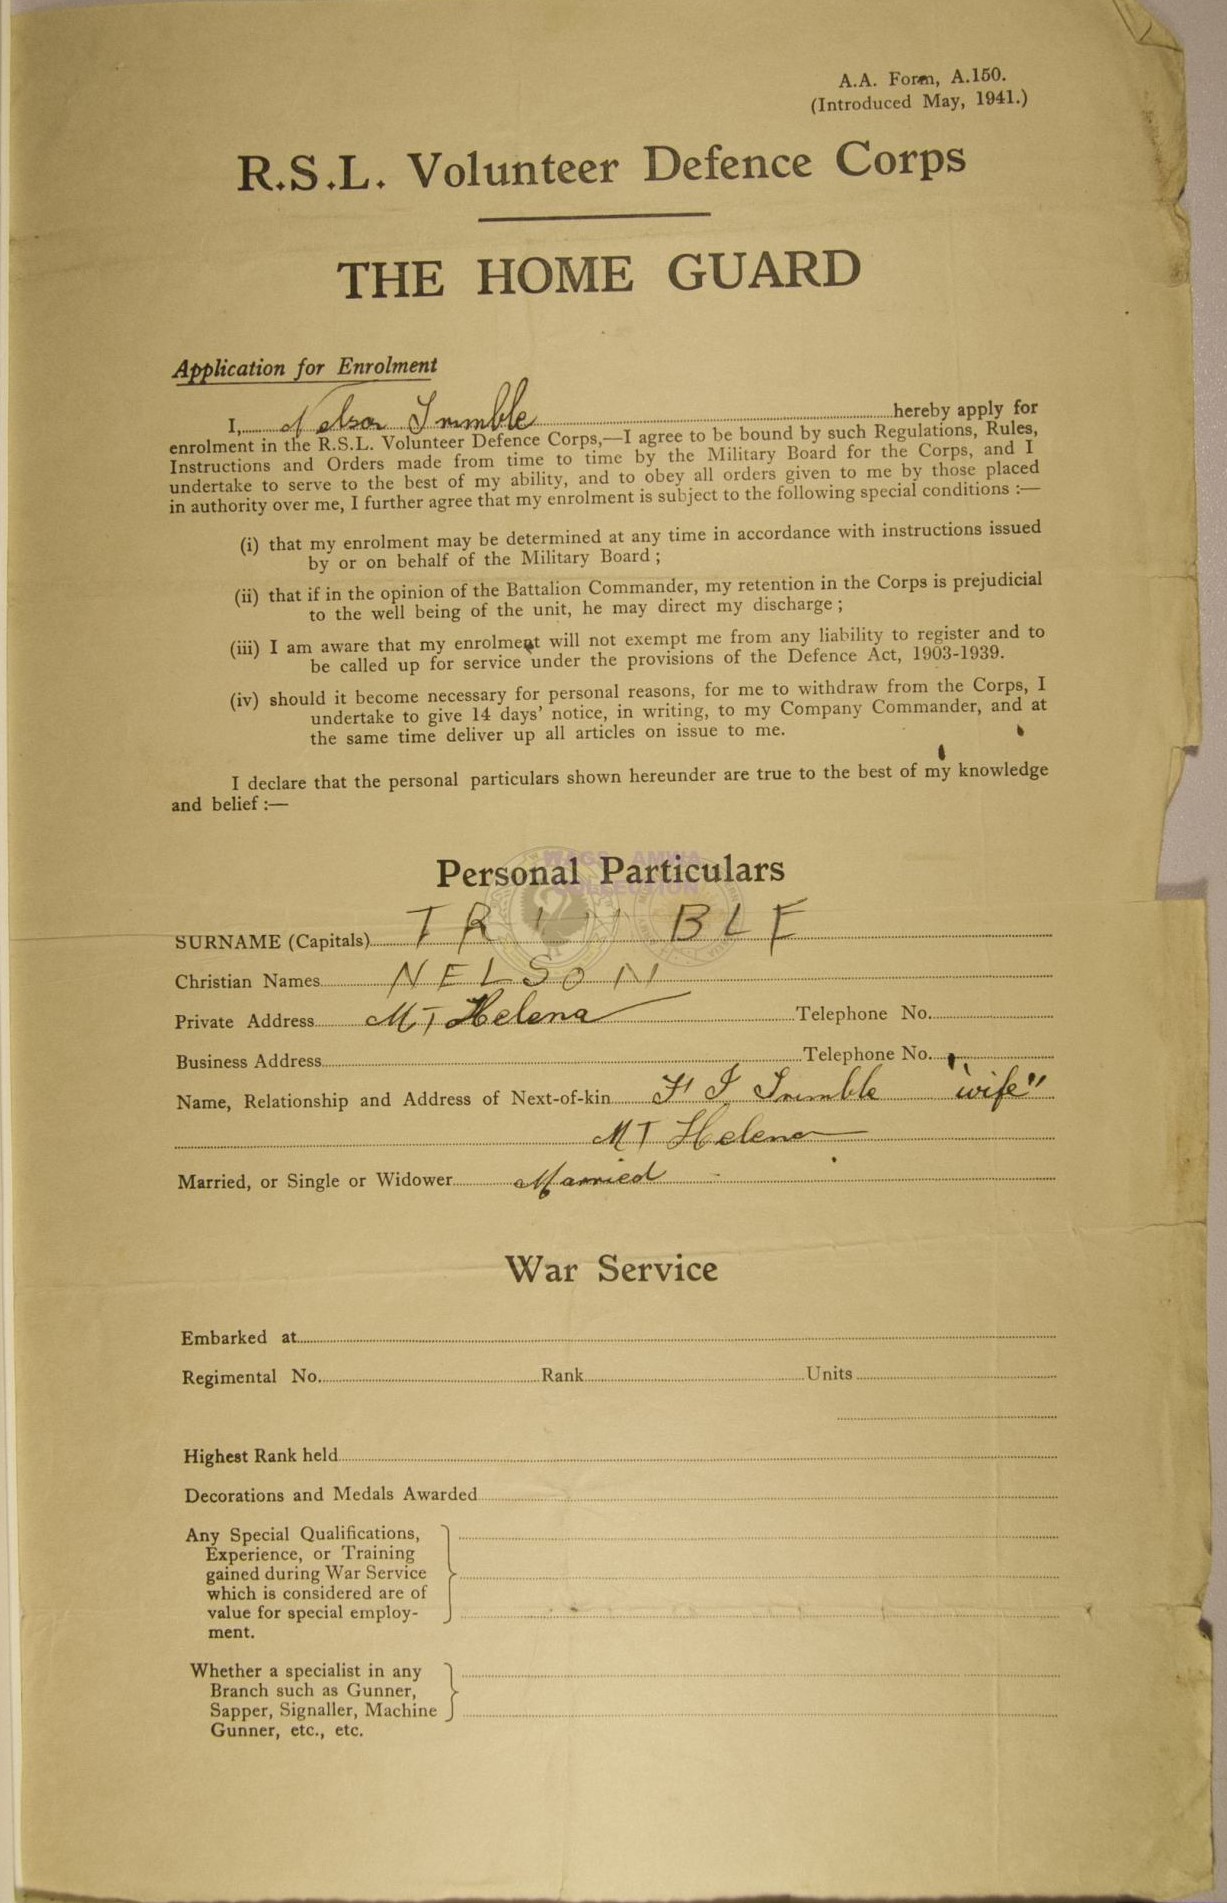 A.A. Form, A.150.
(Introduced May, 1941.)
R.S.L. Volunteer Defence Corps
THE HOME GUARD
Application for Enrolment
I, Nelson Trimble hereby apply for
enrolment in the R.S.L. Volunteer Defence Corps,—I agree to be bound by such Regulations, Rules,
Instructions and Orders made from time to time by the Military Board for the Corps, and I
undertake to serve to the best of my ability, and to obey all orders given to me by those placed
in authority over me, I further agree that my enrolment is subject to the following special conditions :—
(i) that my enrolment may be determined at any time in accordance with instructions issued
by or on behalf of the Military Board ;
(ii) that if in the opinion of the Battalion Commander, my retention in the Corps is prejudicial
to the well being of the unit, he may direct my discharge ;
(iii) I am aware that my enrolment will not exempt me from any liability to register and to
be called up for service under the provisions of the Defence Act, 1903-1939.
(iv) should it become necessary for personal reasons, for me to withdraw from the Corps, I
undertake to give 14 days' notice, in writing, to my Company Commander, and at
the same time deliver up all articles on issue to me.
I declare that the personal particulars shown hereunder are true to the best of my knowledge
and belief :—
WAGS AMWA
COLLECTION
Personal Particulars
SURNAME (Capitals) TRIMBLE
Christian Names NELSON
Private Address MT Helena Telephone No.
Business Address Telephone No.
Name, Relationship and Address of Next-of-kin F I Trimble "wife"
MT Helena
Married, or Single or Widower Married
War Service
Embarked at
Regimental No. Rank Units
Highest Rank held
Decorations and Medals Awarded
Any Special Qualifications,
Experience, or Training
gained during War Service
which is considered are of
value for special employ-
ment.
Whether a specialist in any
Branch such as Gunner,
Sapper, Signaller, Machine
Gunner, etc., etc.